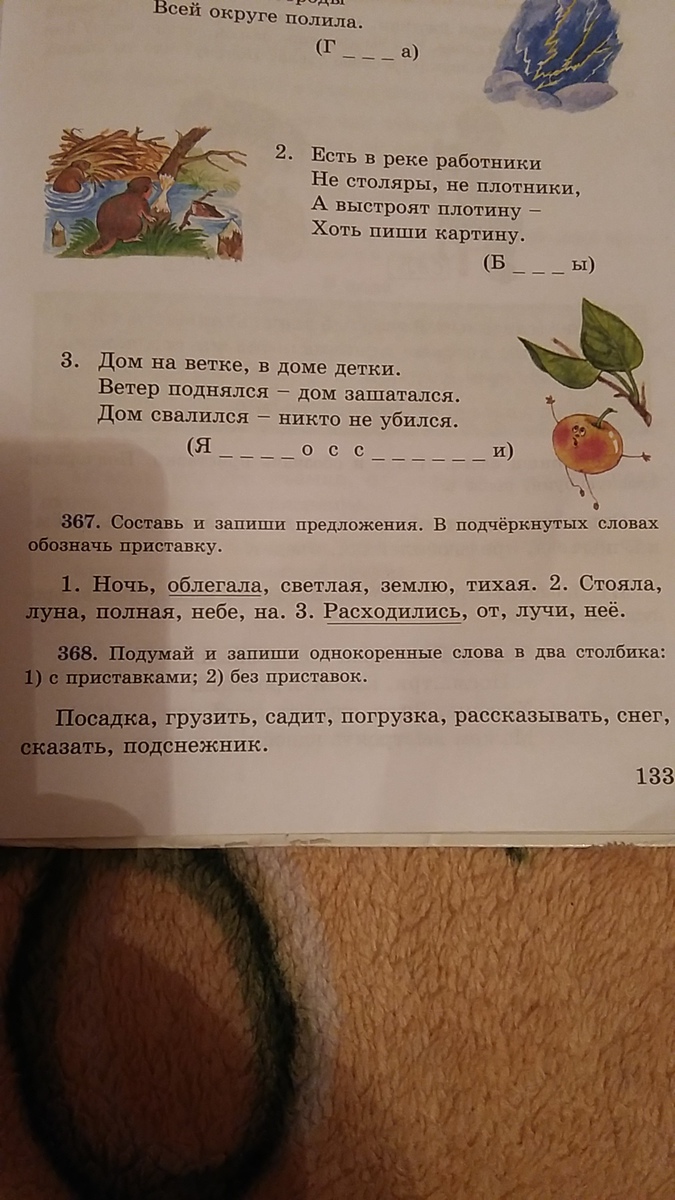 Всей округе полила.
(Г _ _ _ а)
2. Есть в реке работники
Не столяры, не плотники,
А выстроят плотину –
Хоть пиши картину.
(Б _ _ _ ы)
3. Дом на ветке, в доме детки.
Ветер поднялся – дом зашатался.
Дом свалился – никто не убился.
(Я _ _ _ _ о с с _ _ _ _ _ _ и)
367. Составь и запиши предложения. В подчёркнутых словах
обозначь приставку.
1. Ночь, облегала, светлая, землю, тихая. 2. Стояла,
луна, полная, небе, на. 3. Расходились, от, лучи, неё.
368. Подумай и запиши однокоренные слова в два столбика:
1) с приставками; 2) без приставок.
Посадка, грузить, садит, погрузка, рассказывать, снег,
сказать, подснежник.
133